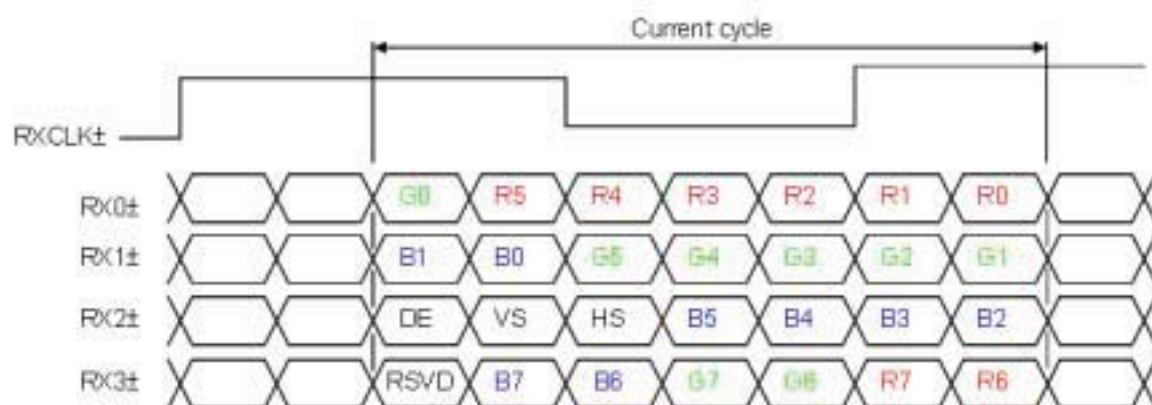 Current cycle
RXCLK±
RX0± G0 R5 R4 R3 R2 R1 R0
RX1± B1 B0 G5 G4 G3 G2 G1
RX2± DE VS HS B5 B4 B3 B2
RX3± RSVD B7 B6 G7 G6 R7 R6